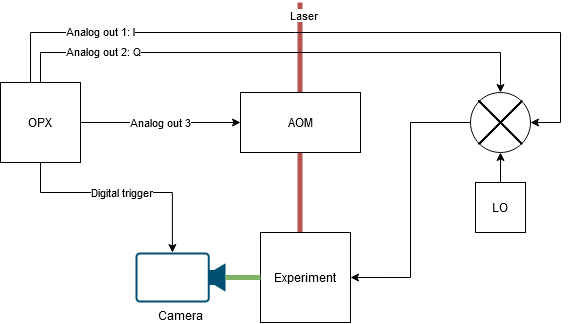 Laser
Analog out 1: I
Analog out 2: Q
OPX
Analog out 3
AOM
Digital trigger
LO
Experiment
Camera